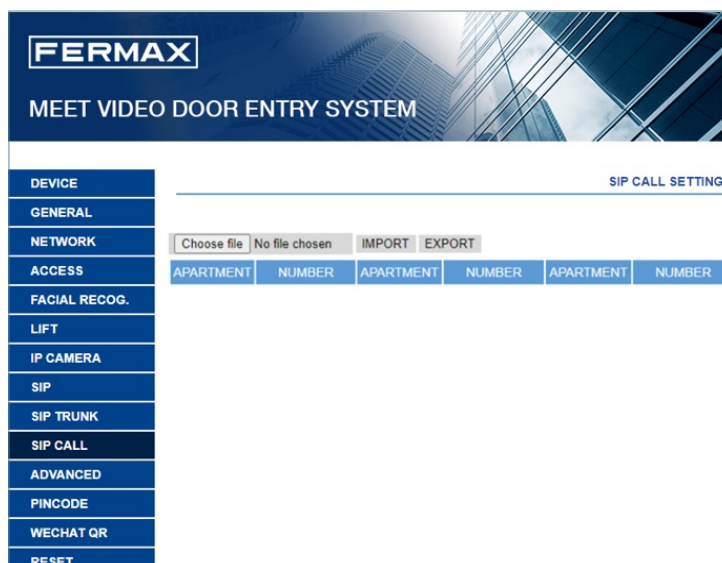 FERMAX
MEET VIDEO DOOR ENTRY SYSTEM
DEVICE
GENERAL
NETWORK
ACCESS
FACIAL RECOG.
LIFT
IP CAMERA
SIP
SIP TRUNK
SIP CALL
ADVANCED
PINCODE
WECHAT QR
RESET
SIP CALL SETTING
Choose file No file chosen IMPORT EXPORT
APARTMENT NUMBER APARTMENT NUMBER APARTMENT NUMBER